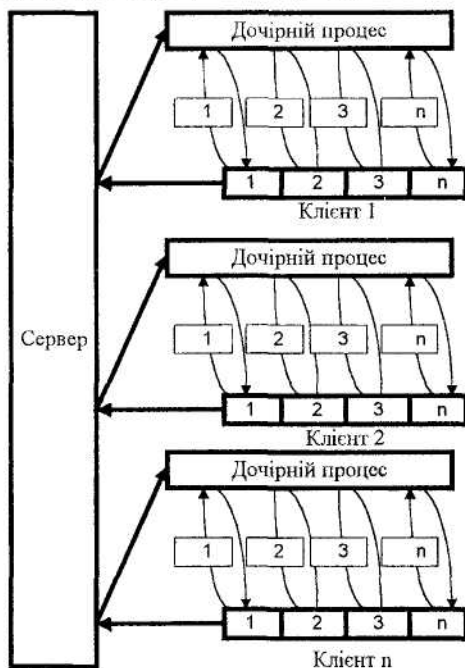 Дочірній процес
1 2 3 n
1 2 3 n
Клієнт 1
Дочірній процес
Сервер
1 2 3 n
1 2 3 n
Клієнт 2
Дочірній процес
1 2 3 n
1 2 3 n
Клієнт n